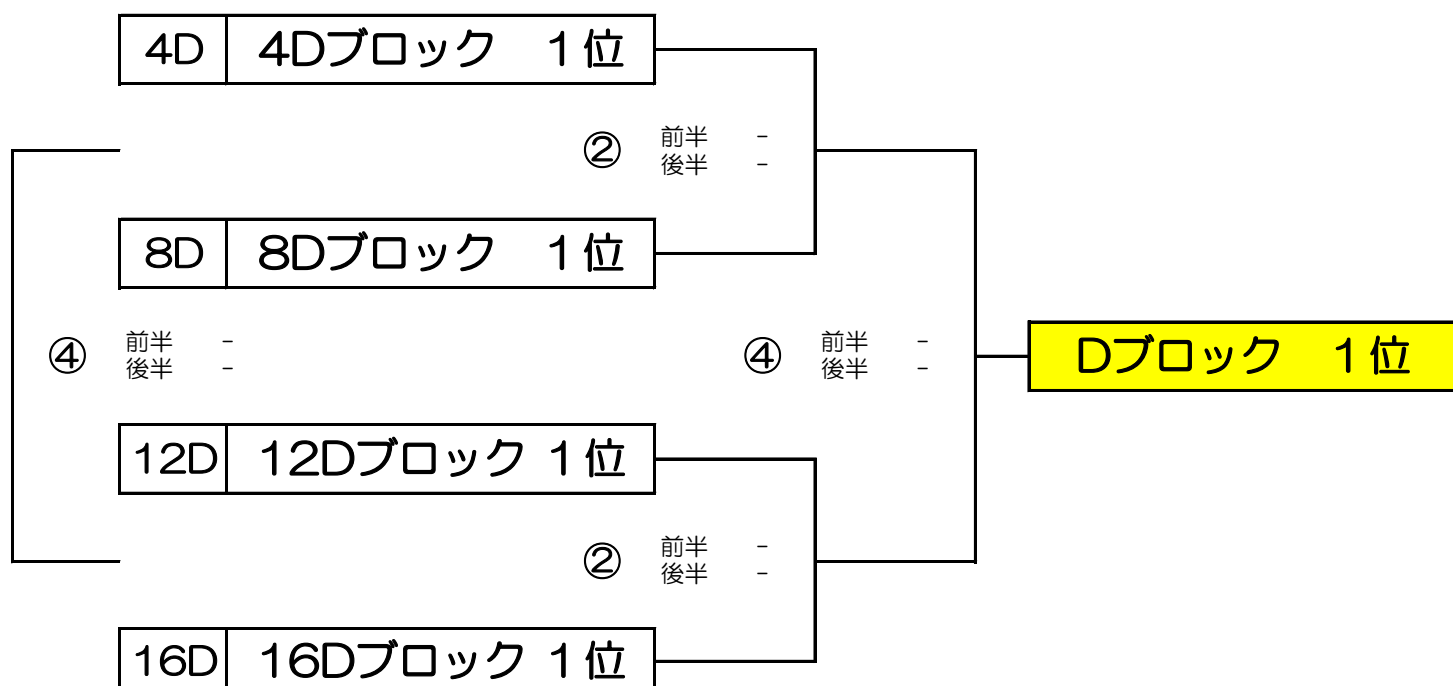 4D 4Dブロック　１位
② 前半 -
後半 -
8D 8Dブロック　１位
④ 前半 -
後半 -
④ 前半 -
後半 -
Dブロック　１位
12D 12Dブロック １位
② 前半 -
後半 -
16D 16Dブロック １位